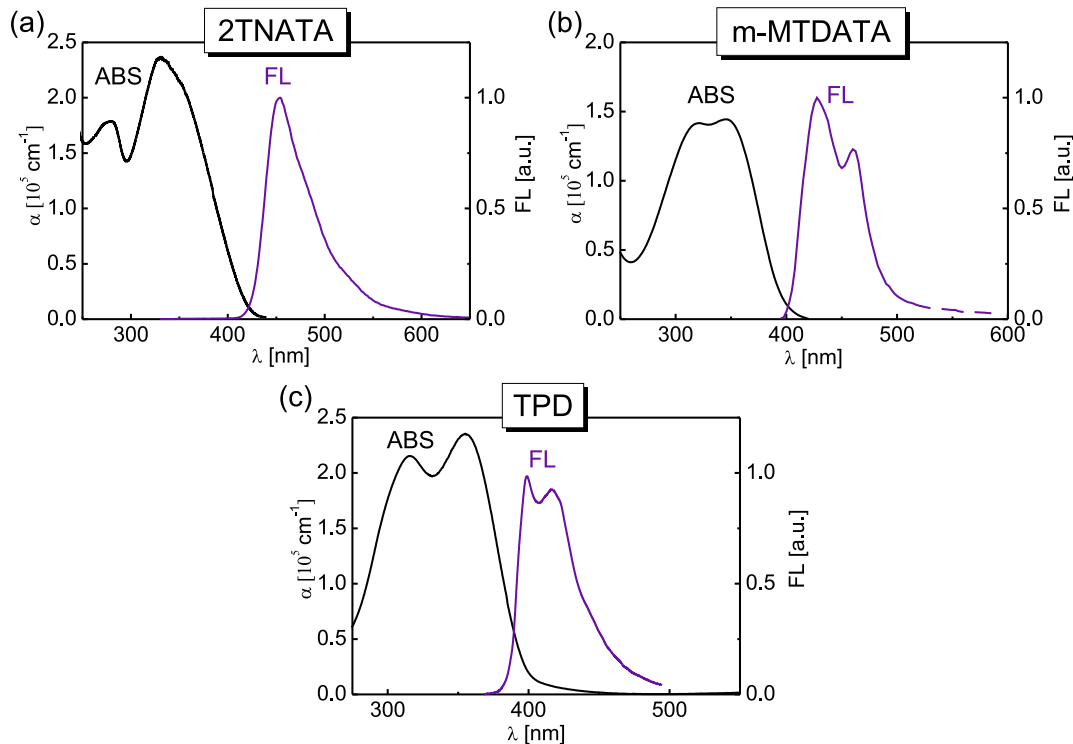 (a)
2TNATA
2.5
2.0
1.5
1.0
0.5
0.0
α [10⁵ cm⁻¹]
ABS
FL
1.0
0.5
0.0
FL [a.u.]
300 400 500 600
λ [nm]
(b)
m-MTDATA
2.0
1.5
1.0
0.5
0.0
α [10⁵ cm⁻¹]
ABS
FL
1.0
0.5
0.0
FL [a.u.]
300 400 500 600
λ [nm]
(c)
TPD
2.5
2.0
1.5
1.0
0.5
0.0
α [10⁵ cm⁻¹]
ABS
FL
1.0
0.5
0.0
FL [a.u.]
300 400 500
λ [nm]